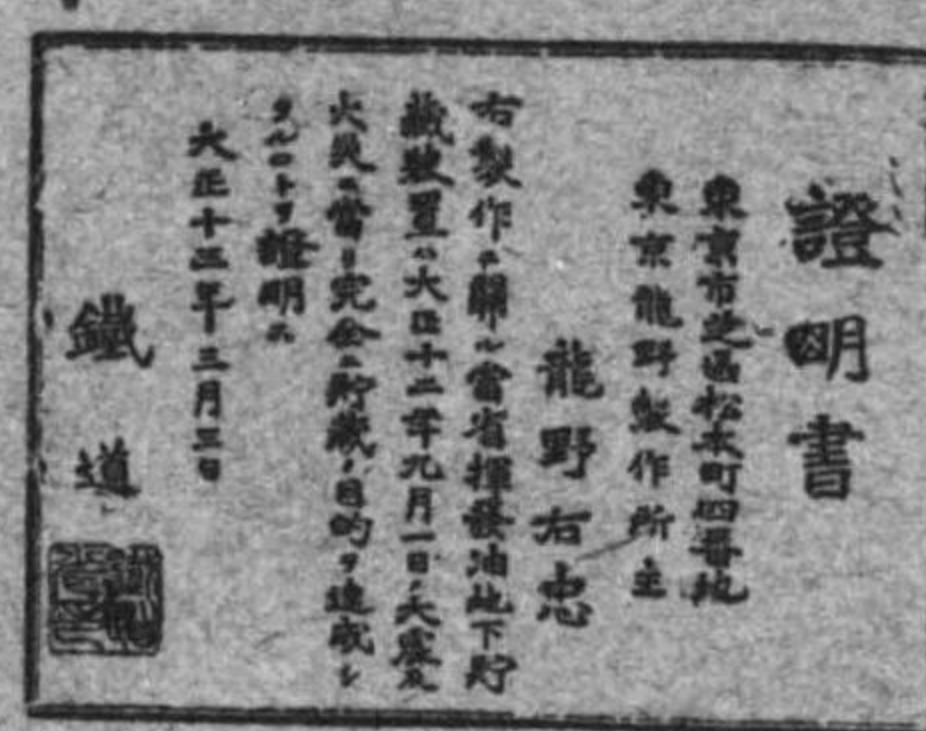 證明書
東京市芝區松本町四番地
東京龍野製作所主
龍野右忠
右製作ニ關ル當省揮發油地下貯
藏裝置ハ大正十二年九月一日ノ大震及
火災ニ當リ完全ニ貯藏ノ目的ヲ達成シ
タルコトヲ證明ス
大正十三年三月三日
鐵道